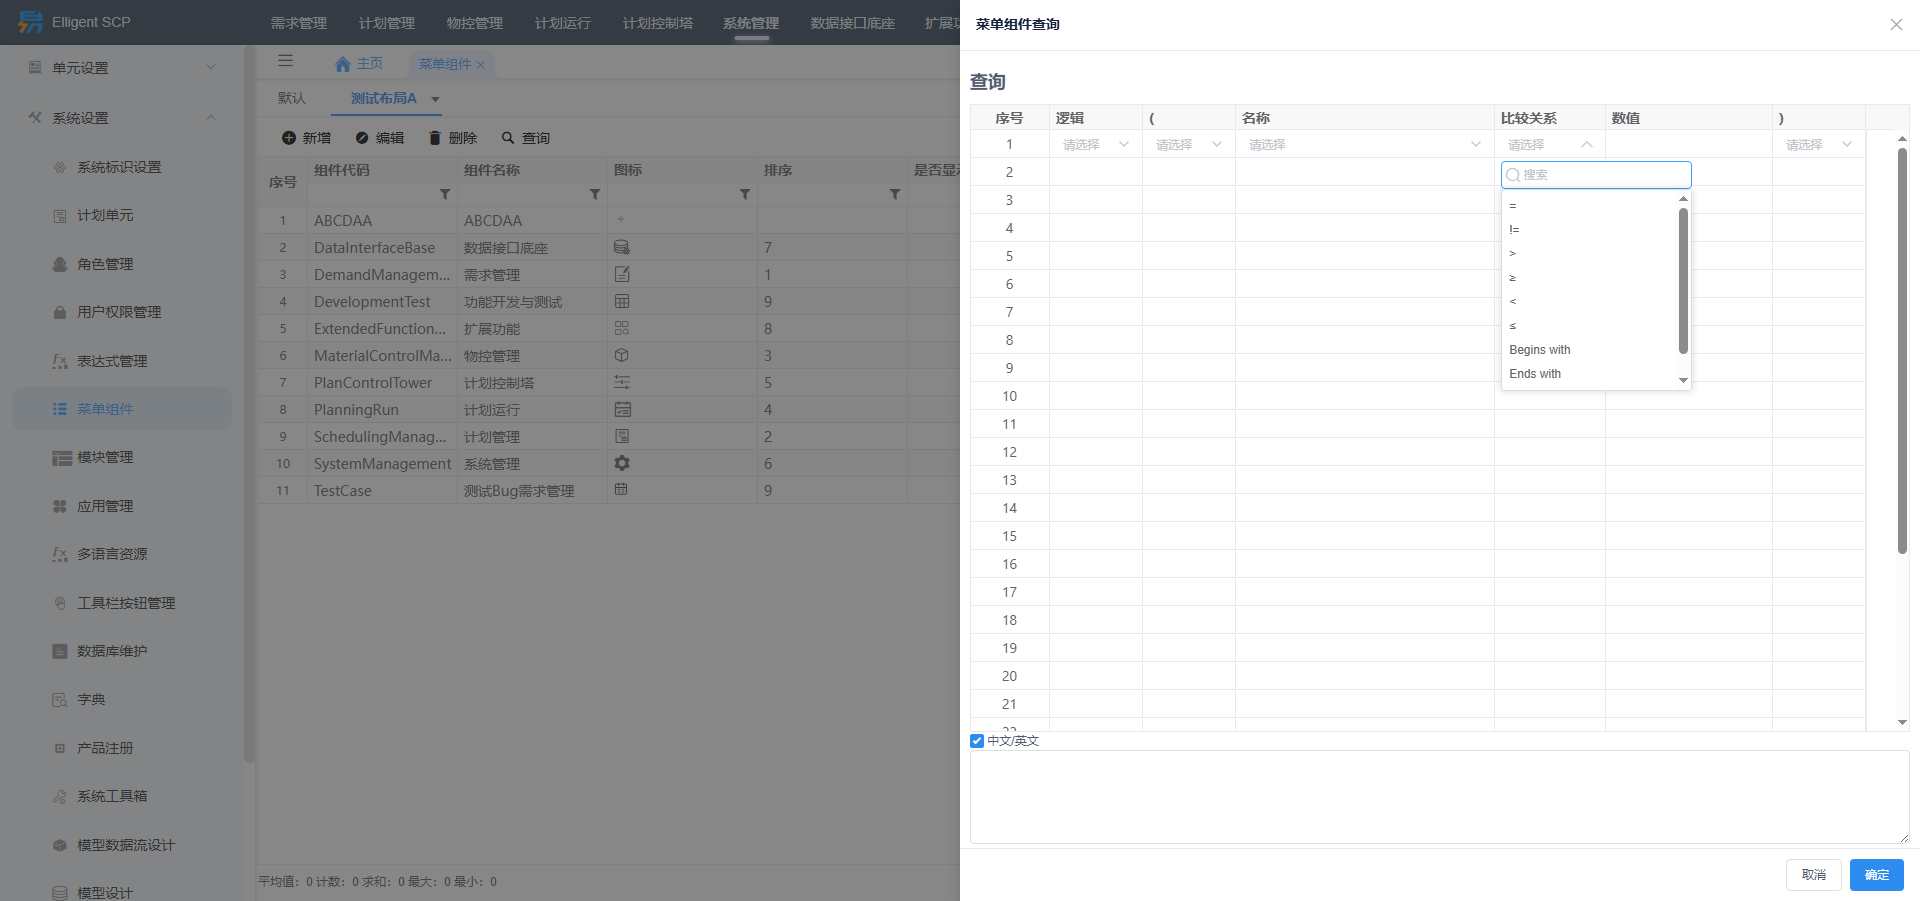 Elligent SCP
需求管理 计划管理 物控管理 计划运行 计划控制塔 系统管理 数据接口底座 扩展功
单元设置
系统设置
系统标识设置
计划单元
角色管理
用户权限管理
表达式管理
菜单组件
模块管理
应用管理
多语言资源
工具栏按钮管理
数据库维护
字典
产品注册
系统工具箱
模型数据流设计
模型设计
主页 菜单组件
默认 测试布局A
新增 编辑 删除 查询
序号 组件代码 组件名称 图标 排序 是否显示
1 ABCDAA ABCDAA +
2 DataInterfaceBase 数据接口底座 7
3 DemandManagem... 需求管理 1
4 DevelopmentTest 功能开发与测试 9
5 ExtendedFunction... 扩展功能 8
6 MaterialControlMa... 物控管理 3
7 PlanControlTower 计划控制塔 5
8 PlanningRun 计划运行 4
9 SchedulingManag... 计划管理 2
10 SystemManagement 系统管理 6
11 TestCase 测试Bug需求管理 9
平均值: 0 计数: 0 求和: 0 最大: 0 最小: 0
菜单组件查询
查询
序号 逻辑 ( 名称 比较关系 数值 )
1 请选择 请选择 请选择 请选择 请选择
2
3
4
5
6
7
8
9
10
11
12
13
14
15
16
17
18
19
20
21
22
搜索
=
!=
>
≥
<
≤
Begins with
Ends with
中文/英文
取消 确定